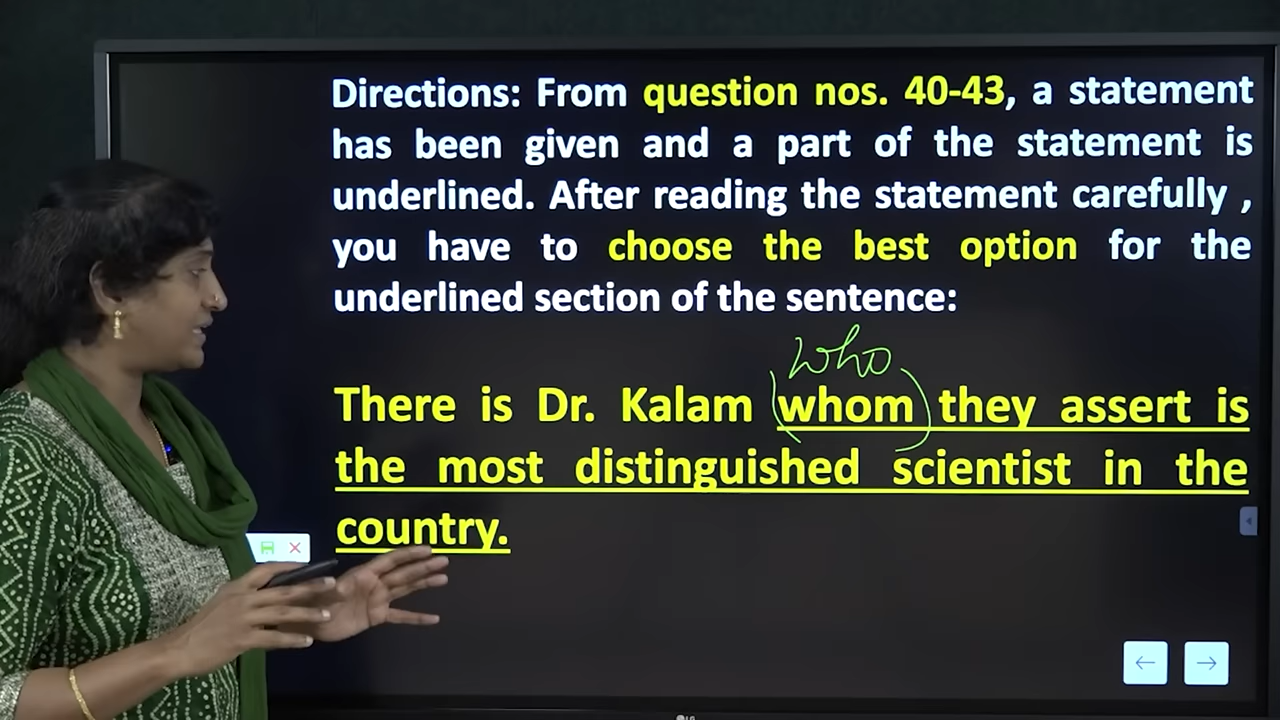 Directions: From question nos. 40-43, a statement
has been given and a part of the statement is
underlined. After reading the statement carefully ,
you have to choose the best option for the
underlined section of the sentence:
who
There is Dr. Kalam (whom) they assert is
the most distinguished scientist in the
country.
LG